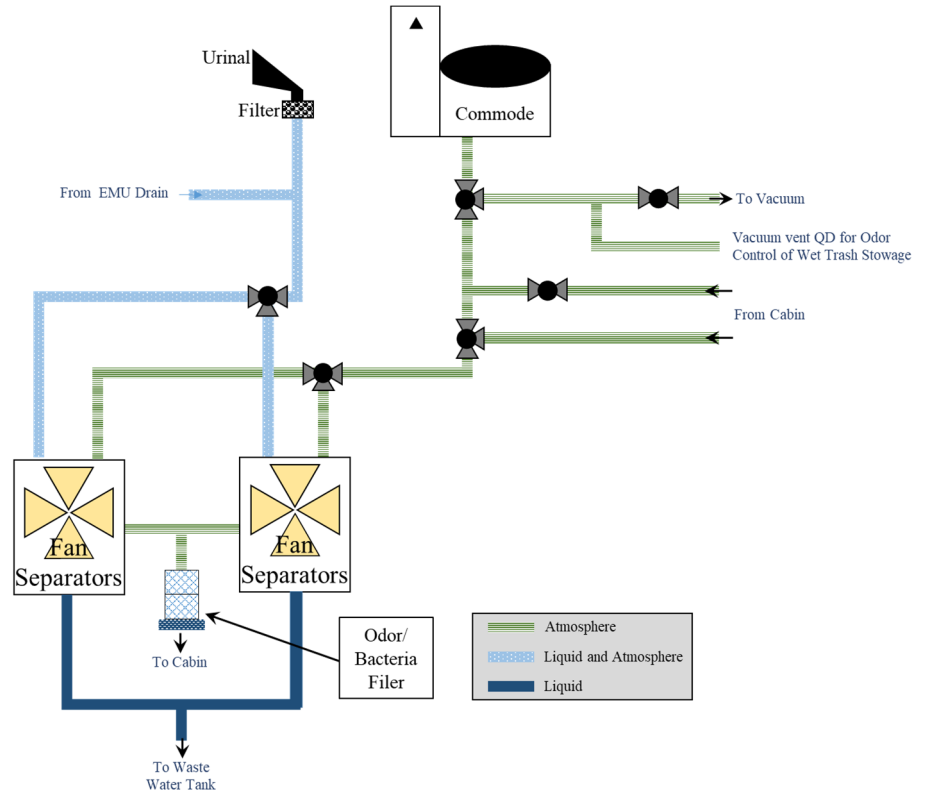 Urinal
Filter
Commode
From EMU Drain
To Vacuum
Vacuum vent QD for Odor
Control of Wet Trash Stowage
From Cabin
Fan
Separators
Fan
Separators
To Cabin
Odor/
Bacteria
Filer
Atmosphere
Liquid and Atmosphere
Liquid
To Waste
Water Tank